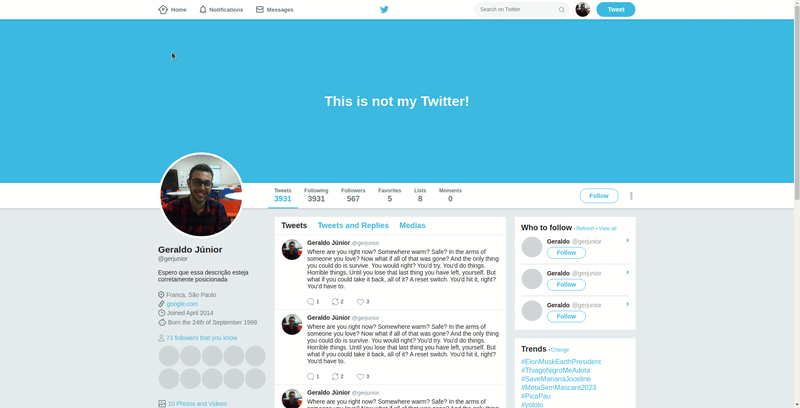 Home Notifications Messages Search on Twitter Tweet
This is not my Twitter!
Tweets Following Followers Favorites Lists Moments
3931 3931 567 5 8 0
Follow
Geraldo Júnior
@gerjunior
Espero que essa descrição esteja
corretamente posicionada
Franca, São Paulo
google.com
Joined April 2014
Born the 24th of September 1999
73 followers that you know
10 Photos and Videos
Tweets Tweets and Replies Medias
Geraldo Júnior @gerjunior
Where are you right now? Somewhere warm? Safe? In the arms of
someone you love? Now what if all of that was gone? And the only thing
you could do is survive. You would right? You'd try. You'd do things.
Horrible things. Until you lose that last thing you have left, yourself. But
what if you could take it back, all of it? A reset switch. You'd hit it, right?
You'd have to.
1 2 3
Geraldo Júnior @gerjunior
Where are you right now? Somewhere warm? Safe? In the arms of
someone you love? Now what if all of that was gone? And the only thing
you could do is survive. You would right? You'd try. You'd do things.
Horrible things. Until you lose that last thing you have left, yourself. But
what if you could take it back, all of it? A reset switch. You'd hit it, right?
You'd have to.
1 2 3
Geraldo Júnior @gerjunior
Where are you right now? Somewhere warm? Safe? In the arms of
Who to follow • Refresh • View all
Geraldo @gerjunior x
Follow
Geraldo @gerjunior x
Follow
Geraldo @gerjunior x
Follow
Trends • Change
#ElonMuskEarthPresident
#ThiagoNigroMeAdota
#SaveMarianaJoceline
#MetaSemMascara2023
#PicaPau
#yololo